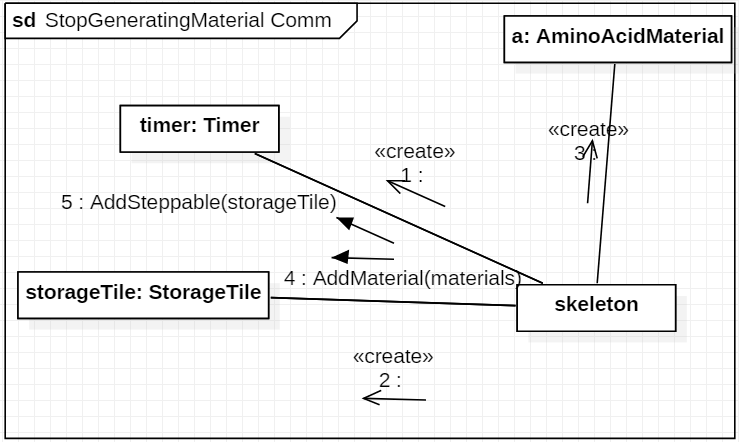 sd StopGeneratingMaterial Comm
a: AminoAcidMaterial
timer: Timer
«create»
3 :
«create»
1 :
5 : AddSteppable(storageTile)
4 : AddMaterial(materials)
storageTile: StorageTile
skeleton
«create»
2 :